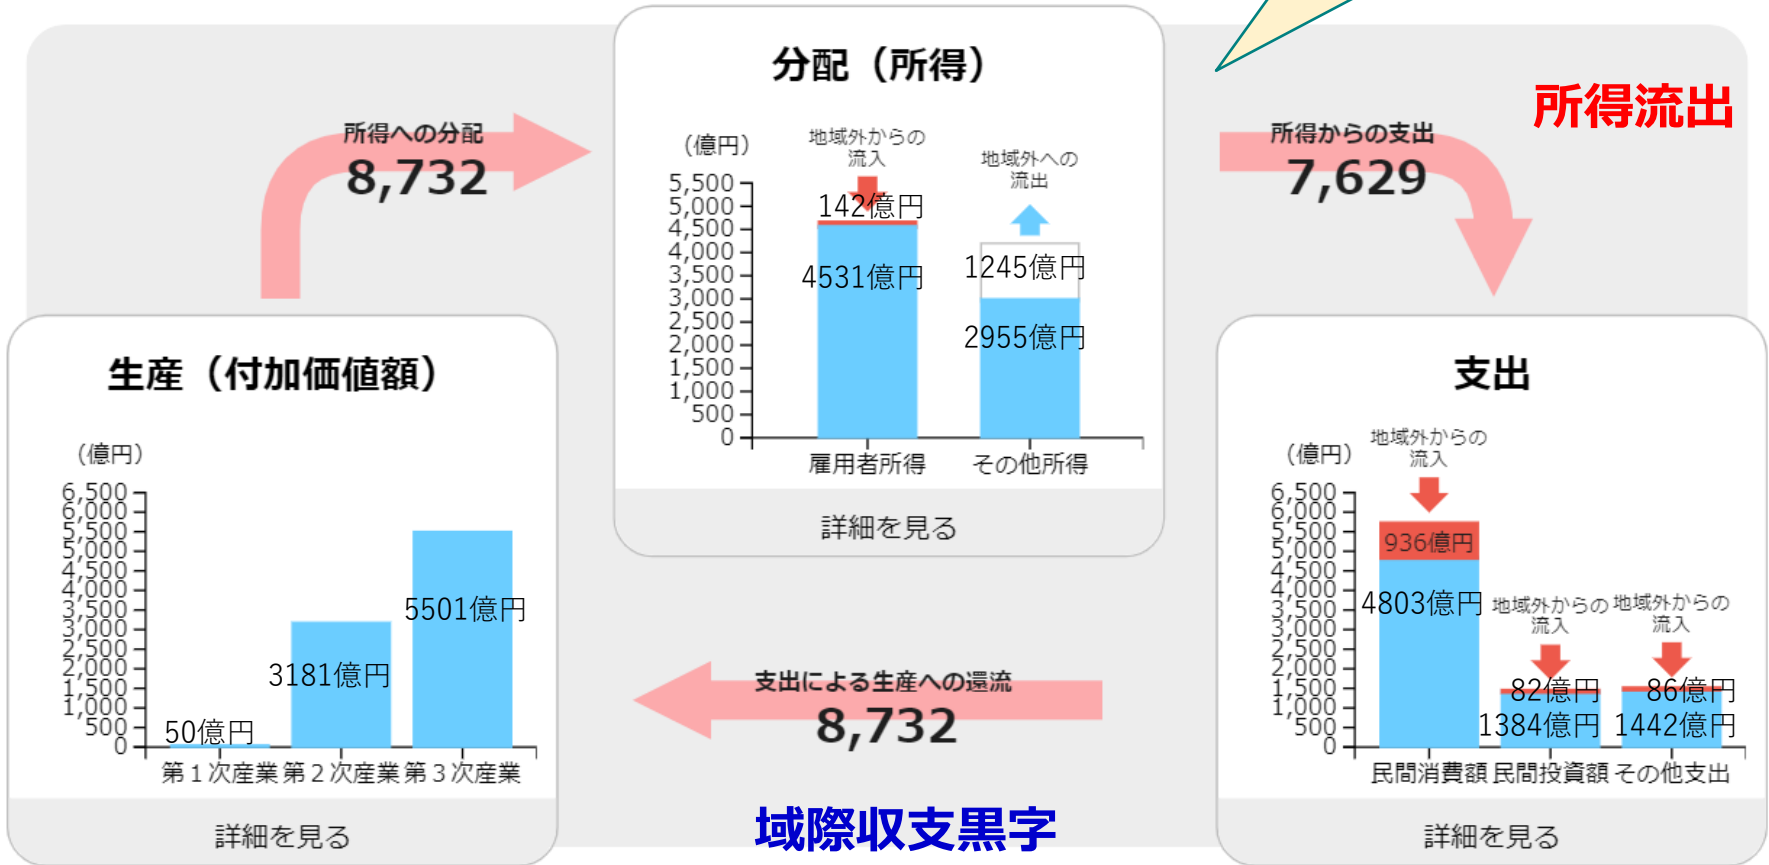 分配（所得）
所得流出
所得への分配
8,732
所得からの支出
7,629
（億円）
地域外からの
流入
地域外への
流出
5,500
5,000
4,500
4,000
3,500
3,000
2,500
2,000
1,500
1,000
500
0
142億円
4531億円
1245億円
2955億円
雇用者所得
その他所得
詳細を見る
生産（付加価値額）
（億円）
6,500
6,000
5,500
5,000
4,500
4,000
3,500
3,000
2,500
2,000
1,500
1,000
500
0
50億円
3181億円
5501億円
第１次産業
第２次産業
第３次産業
詳細を見る
支出
（億円）
地域外からの
流入
6,500
6,000
5,500
5,000
4,500
4,000
3,500
3,000
2,500
2,000
1,500
1,000
500
0
936億円
4803億円
地域外からの
流入
82億円
1384億円
地域外からの
流入
86億円
1442億円
民間消費額
民間投資額
その他支出
詳細を見る
支出による生産への還流
8,732
域際収支黒字